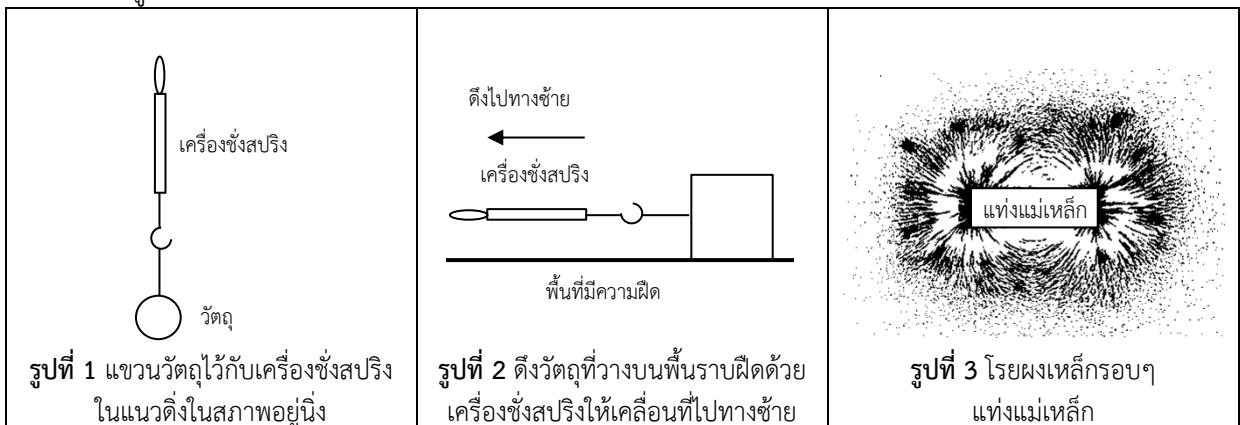 เครื่องชั่งสปริง
วัตถุ
รูปที่ 1 แขวนวัตถุไว้กับเครื่องชั่งสปริง
ในแนวดิ่งในสภาพอยู่นิ่ง
ดึงไปทางซ้าย
เครื่องชั่งสปริง
พื้นที่มีความฝืด
รูปที่ 2 ดึงวัตถุที่วางบนพื้นราบฝืดด้วย
เครื่องชั่งสปริงให้เคลื่อนที่ไปทางซ้าย
แท่งแม่เหล็ก
รูปที่ 3 โรยผงเหล็กรอบๆ
แท่งแม่เหล็ก